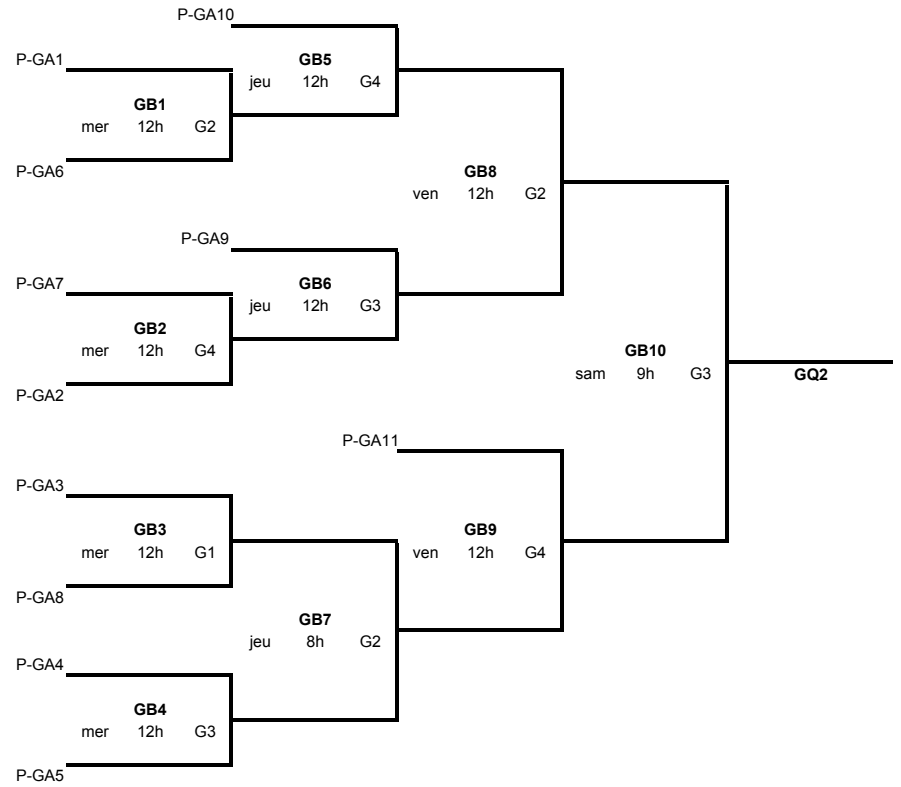 P-GA10
P-GA1
GB5
jeu 12h G4
GB1
mer 12h G2
P-GA6
GB8
ven 12h G2
P-GA9
P-GA7
GB6
jeu 12h G3
GB2
mer 12h G4
GB10
sam 9h G3
GQ2
P-GA2
P-GA11
P-GA3
GB3
mer 12h G1
GB9
ven 12h G4
P-GA8
GB7
jeu 8h G2
P-GA4
GB4
mer 12h G3
P-GA5